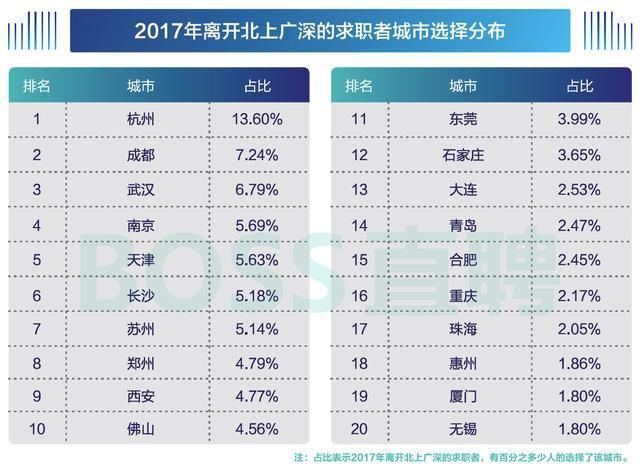 2017年离开北上广深的求职者城市选择分布
排名 城市 占比
1 杭州 13.60%
2 成都 7.24%
3 武汉 6.79%
4 南京 5.69%
5 天津 5.63%
6 长沙 5.18%
7 苏州 5.14%
8 郑州 4.79%
9 西安 4.77%
10 佛山 4.56%
排名 城市 占比
11 东莞 3.99%
12 石家庄 3.65%
13 大连 2.53%
14 青岛 2.47%
15 合肥 2.45%
16 重庆 2.17%
17 珠海 2.05%
18 惠州 1.86%
19 厦门 1.80%
20 无锡 1.80%
BOSS直聘
注：占比表示2017年离开北上广深的求职者，有百分之多少人的选择了该城市。